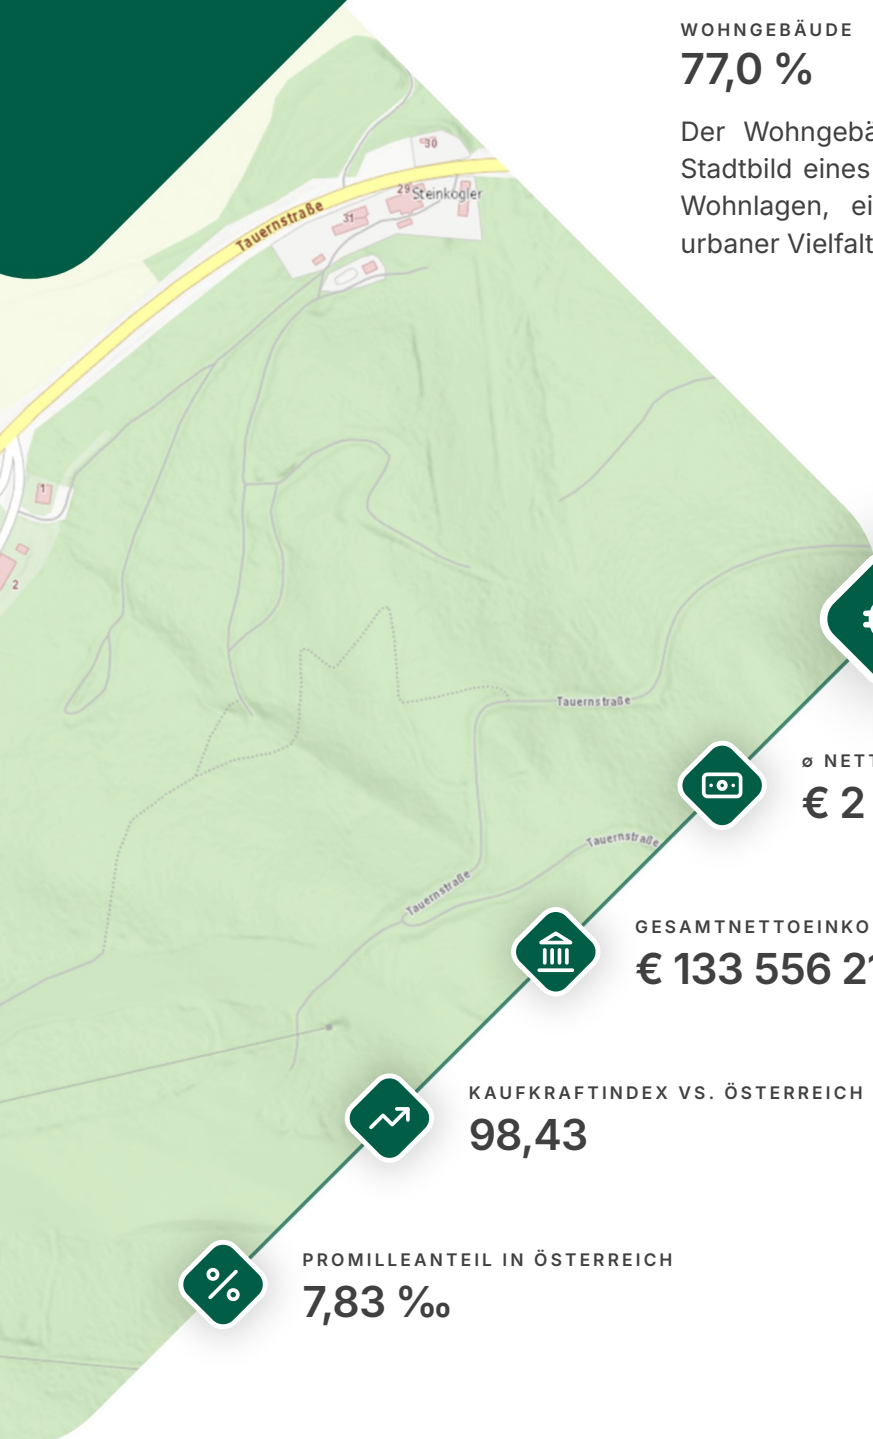 WOHNGEBÄUDE
77,0 %
Der Wohngebä
Stadtbild eines
Wohnlagen, ei
urbaner Vielfalt
30
29 Steinkogler
31
Tauernstraße
1
2
Tauernstraße
Tauernstraße
Tauernstraße
ø NETT
€ 2
GESAMTNETTOEINKO
€ 133 556 21
KAUFKRAFTINDEX VS. ÖSTERREICH
98,43
PROMILLEANTEIL IN ÖSTERREICH
7,83 ‰